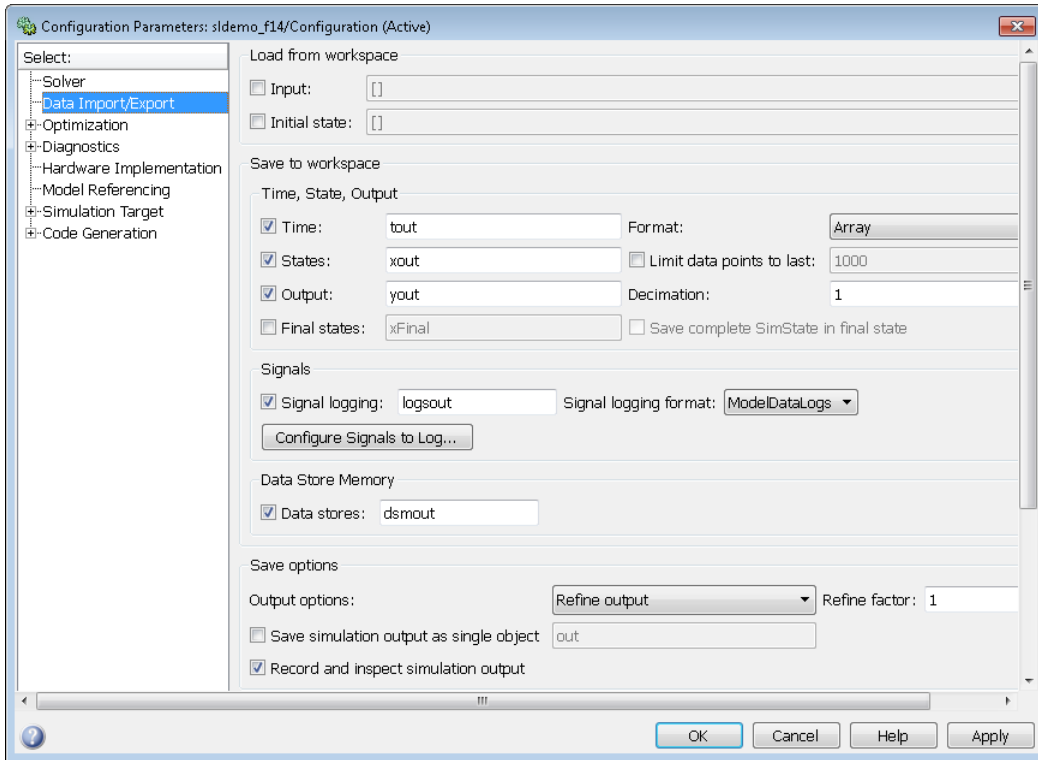 Configuration Parameters: sldemo_f14/Configuration (Active)
Select:
Solver
Data Import/Export
Optimization
Diagnostics
Hardware Implementation
Model Referencing
Simulation Target
Code Generation
Load from workspace
Input: []
Initial state: []
Save to workspace
Time, State, Output
Time: tout Format: Array
States: xout Limit data points to last: 1000
Output: yout Decimation: 1
Final states: xFinal Save complete SimState in final state
Signals
Signal logging: logsout Signal logging format: ModelDataLogs
Configure Signals to Log...
Data Store Memory
Data stores: dsmout
Save options
Output options: Refine output Refine factor: 1
Save simulation output as single object out
Record and inspect simulation output
OK Cancel Help Apply